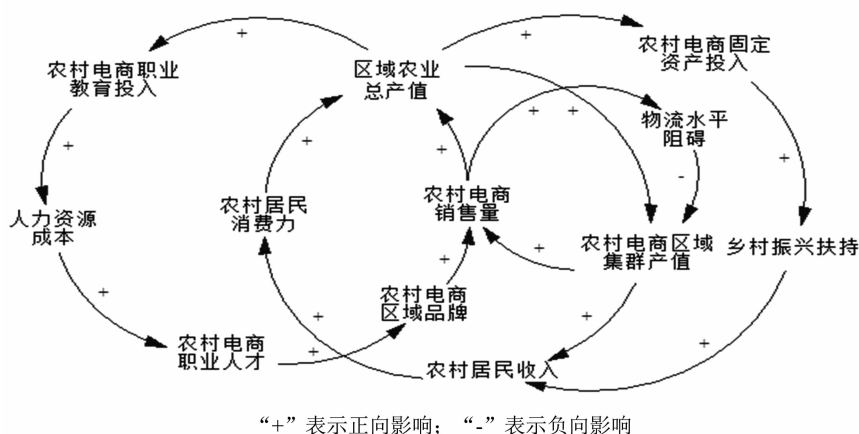 农村电商职业
教育投入
+
区域农业
总产值
+
农村电商固定
资产投入
+
+
物流水平
阻碍
+
+
+
+
-
人力资源
成本
农村居民
消费力
农村电商
销售量
农村电商区域
集群产值
乡村振兴扶持
+
+
+
农村电商
区域品牌
+
+
农村电商
职业人才
+
+
农村居民收入
“+”表示正向影响；“-”表示负向影响